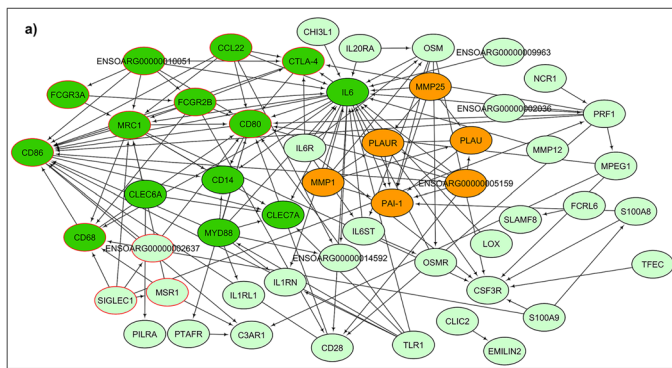 a)
CHI3L1
CCL22
IL20RA
OSM
ENSOARG00000009963
ENSOARG00000010051
CTLA-4
NCR1
FCGR3A
FCGR2B
IL6
MMP25
ENSOARG00000002036
PRF1
MRC1
CD80
CD86
IL6R
PLAUR
PLAU
MMP12
MPEG1
CD14
MMP1
ENSOARG00000005159
CLEC6A
PAI-1
CLEC7A
SLAMF8
FCRL6
S100A8
CD68
MYD88
IL6ST
LOX
ENSOARG00000002637
ENSOARG00000014592
OSMR
TFEC
SIGLEC1
MSR1
IL1RL1
IL1RN
CSF3R
PILRA
PTAFR
C3AR1
CD28
TLR1
CLIC2
S100A9
EMILIN2